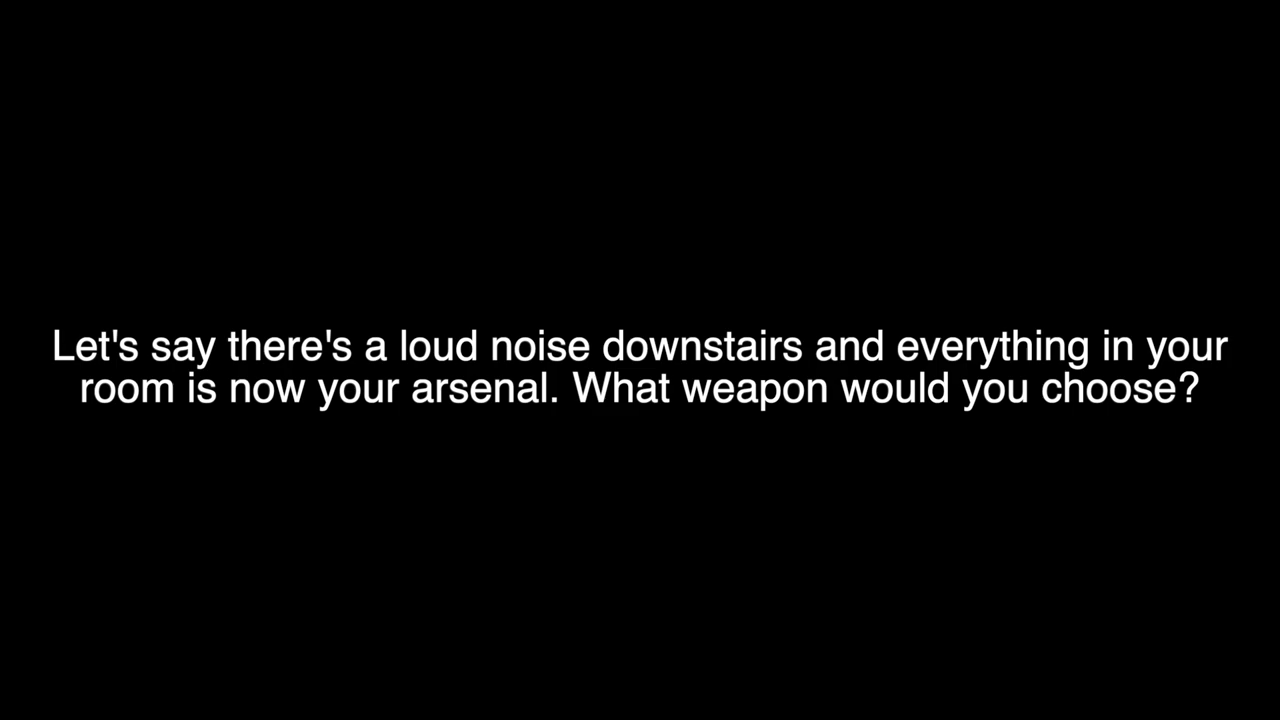 Let's say there's a loud noise downstairs and everything in your
room is now your arsenal. What weapon would you choose?